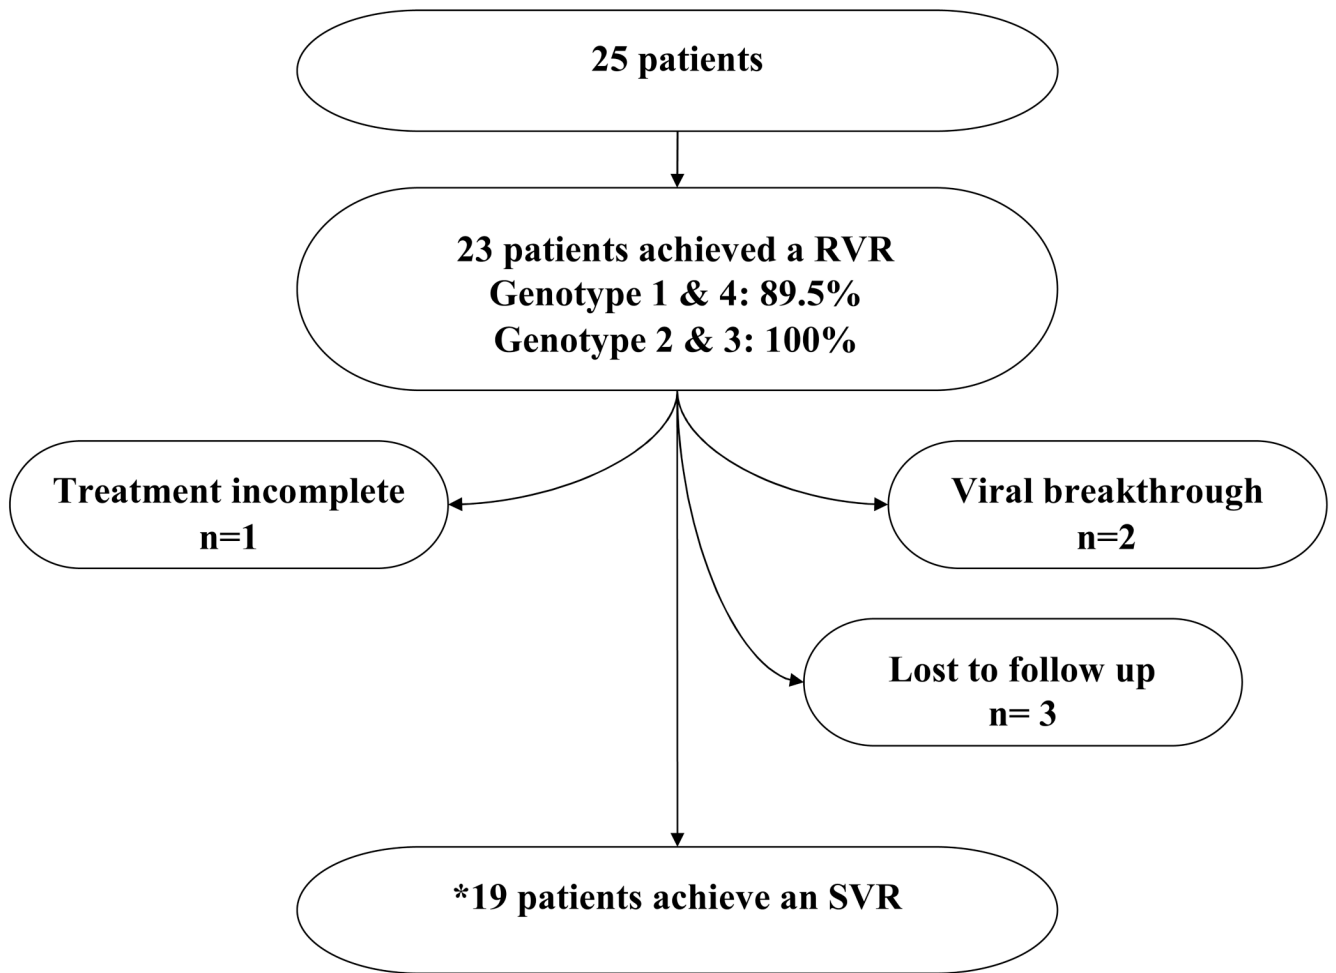 25 patients
23 patients achieved a RVR
Genotype 1 & 4: 89.5%
Genotype 2 & 3: 100%
Treatment incomplete
n=1
Viral breakthrough
n=2
Lost to follow up
n= 3
*19 patients achieve an SVR